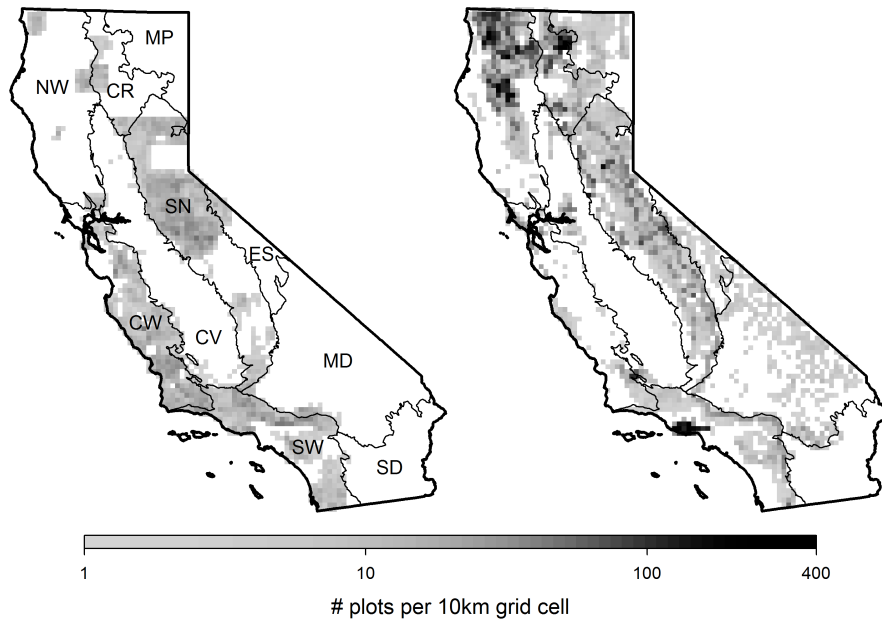 MP
NW
CR
SN
ES
CW
CV
MD
SW
SD
1 10 100 400
# plots per 10km grid cell